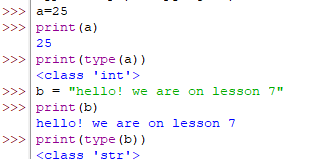 >>> a=25
>>> print(a)
25
>>> print(type(a))
<class 'int'>
>>> b = "hello! we are on lesson 7"
>>> print(b)
hello! we are on lesson 7
>>> print(type(b))
<class 'str'>